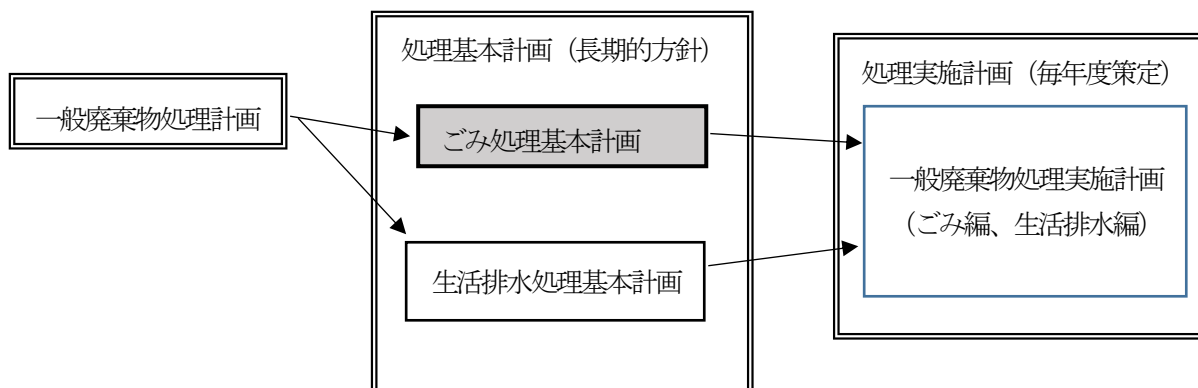 一般廃棄物処理計画
処理基本計画（長期的方針）
ごみ処理基本計画
生活排水処理基本計画
処理実施計画（毎年度策定）
一般廃棄物処理実施計画
（ごみ編、生活排水編）